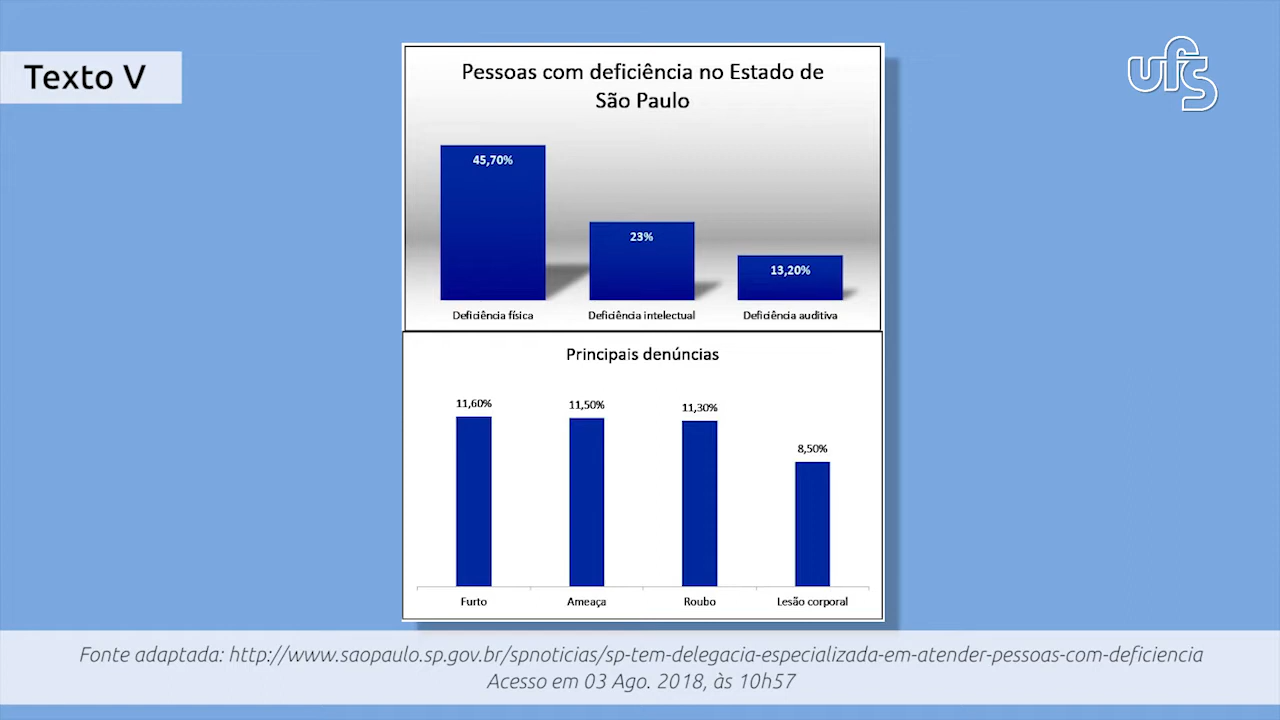 Texto V
ufs
Pessoas com deficiência no Estado de
São Paulo
45,70%
23%
13,20%
Deficiência física
Deficiência intelectual
Deficiência auditiva
Principais denúncias
11,60%
11,50%
11,30%
8,50%
Furto
Ameaça
Roubo
Lesão corporal
Fonte adaptada: http://www.saopaulo.sp.gov.br/spnoticias/sp-tem-delegacia-especializada-em-atender-pessoas-com-deficiencia
Acesso em 03 Ago. 2018, às 10h57